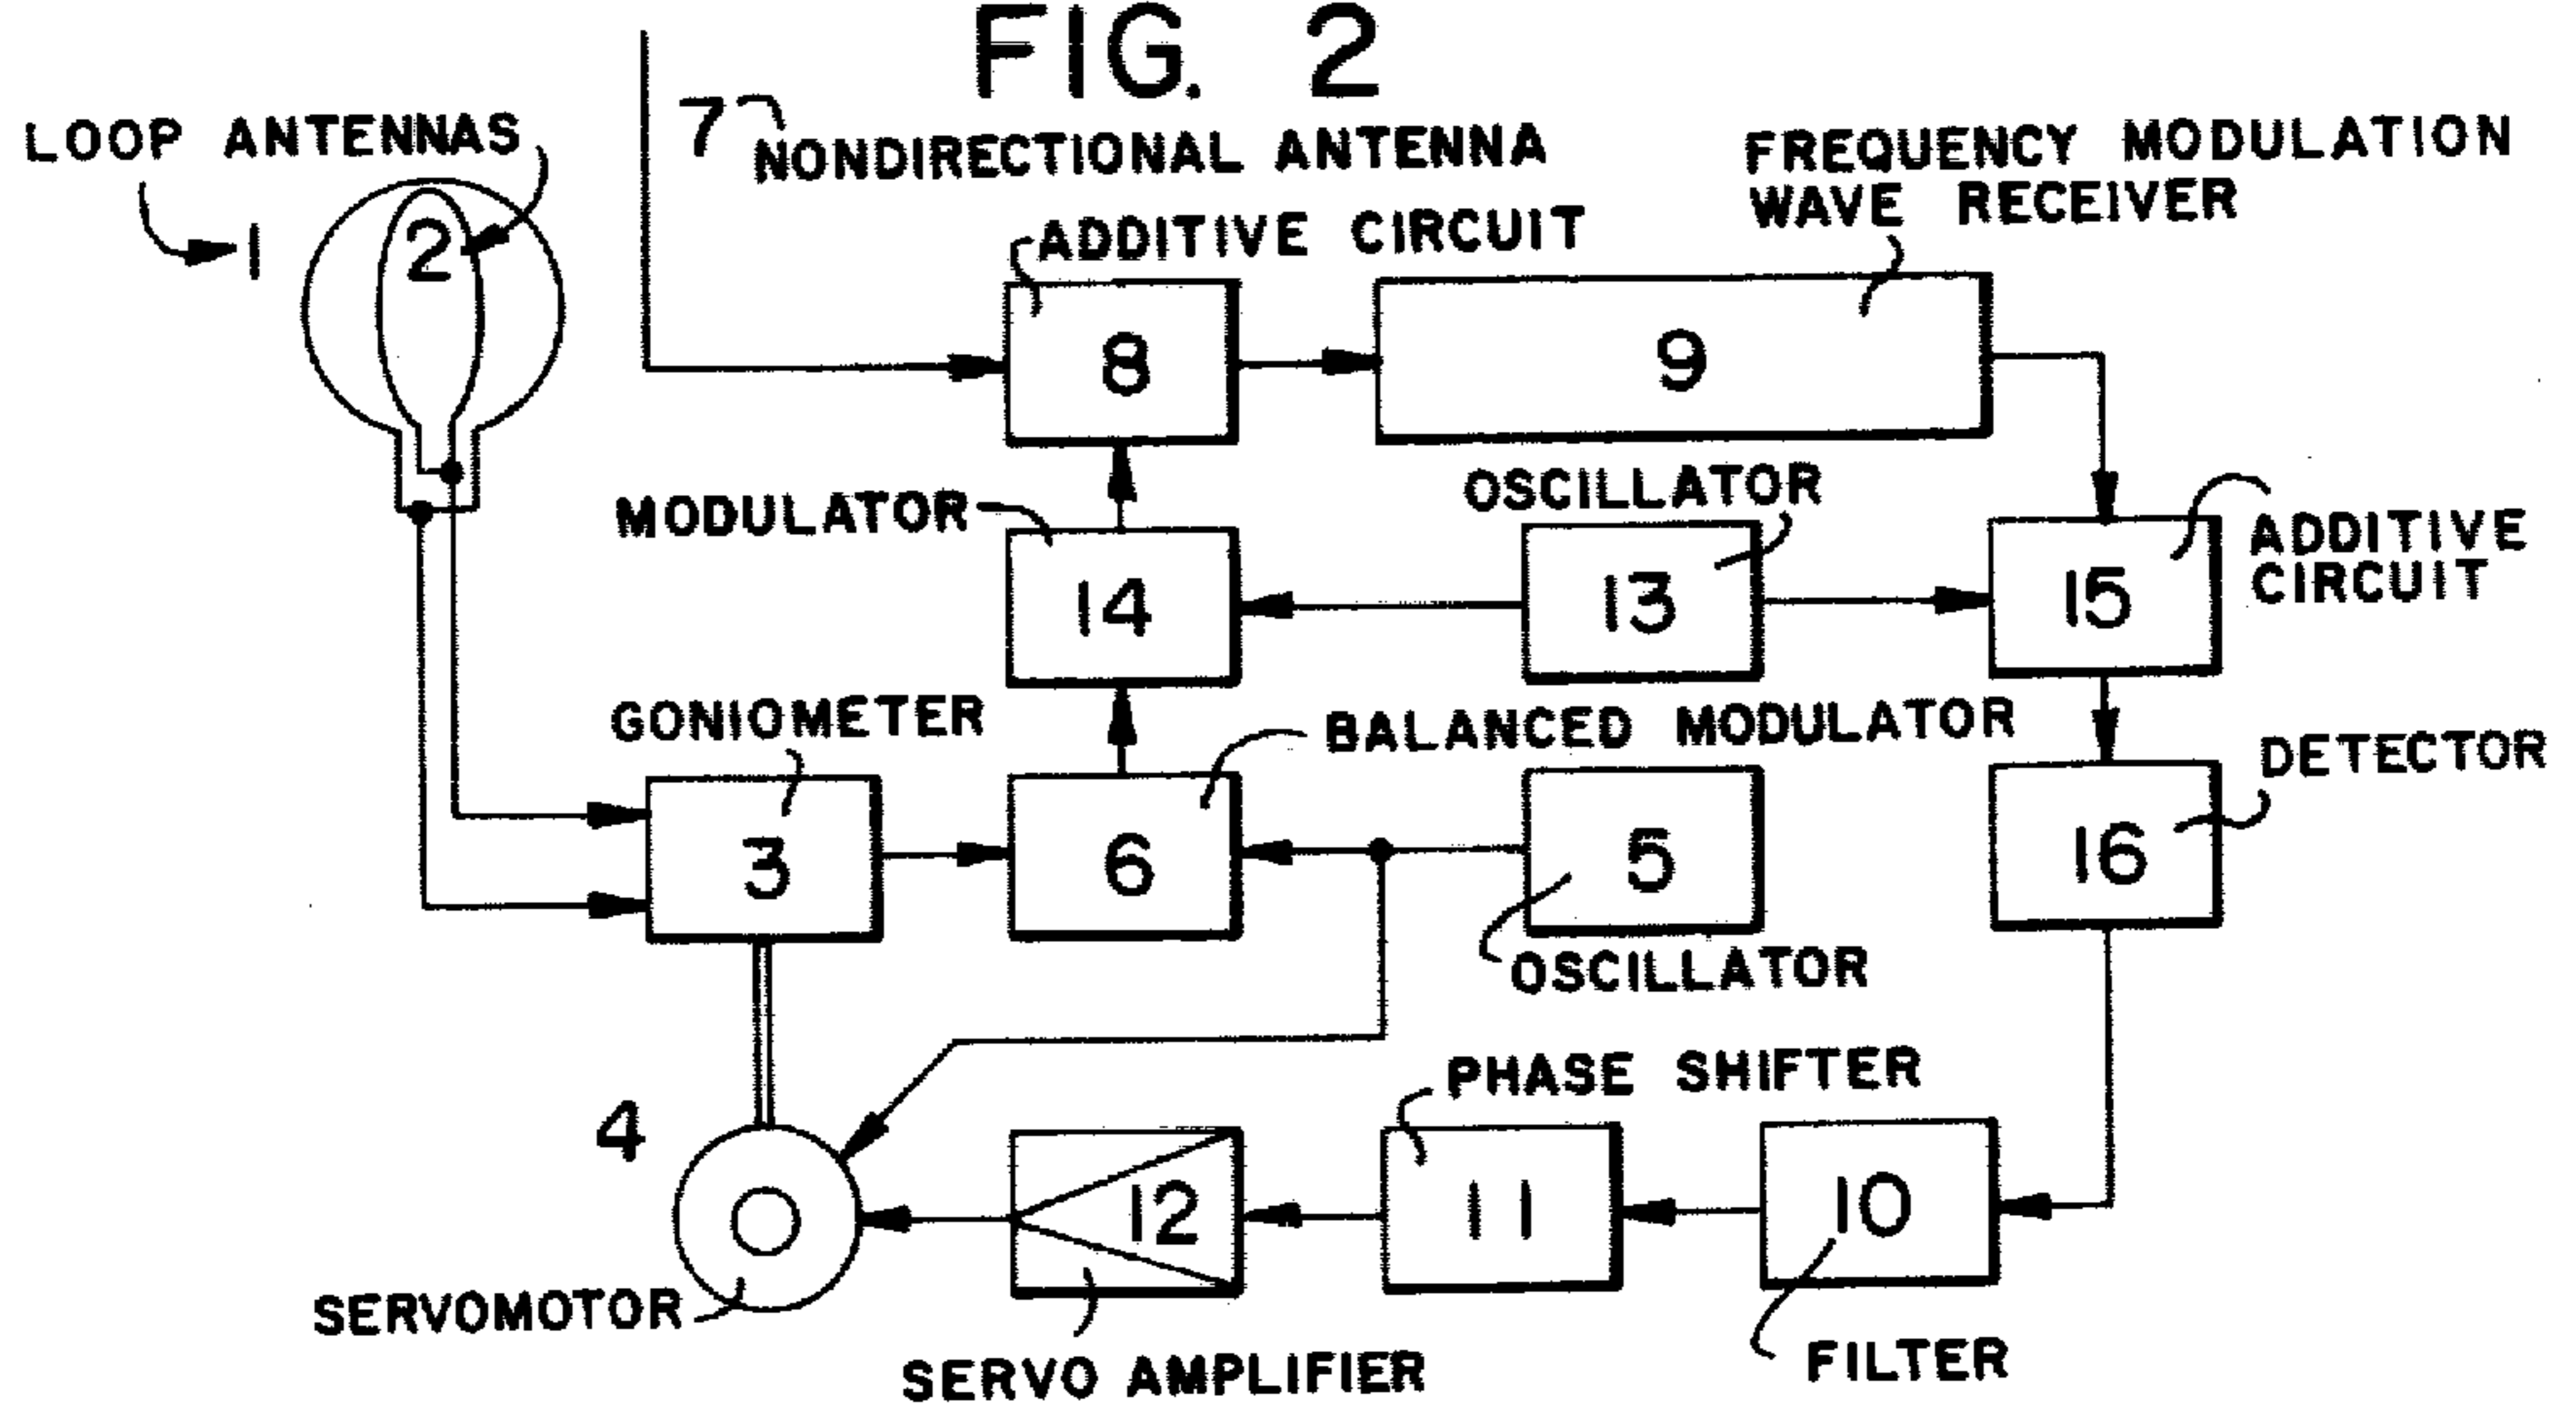 FIG. 2
LOOP ANTENNAS
7
NONDIRECTIONAL ANTENNA
FREQUENCY MODULATION
WAVE RECEIVER
1
2
ADDITIVE CIRCUIT
8
9
MODULATOR
OSCILLATOR
14
13
15
ADDITIVE
CIRCUIT
GONIOMETER
BALANCED MODULATOR
DETECTOR
3
6
5
16
OSCILLATOR
4
PHASE SHIFTER
12
11
10
SERVOMOTOR
SERVO AMPLIFIER
FILTER